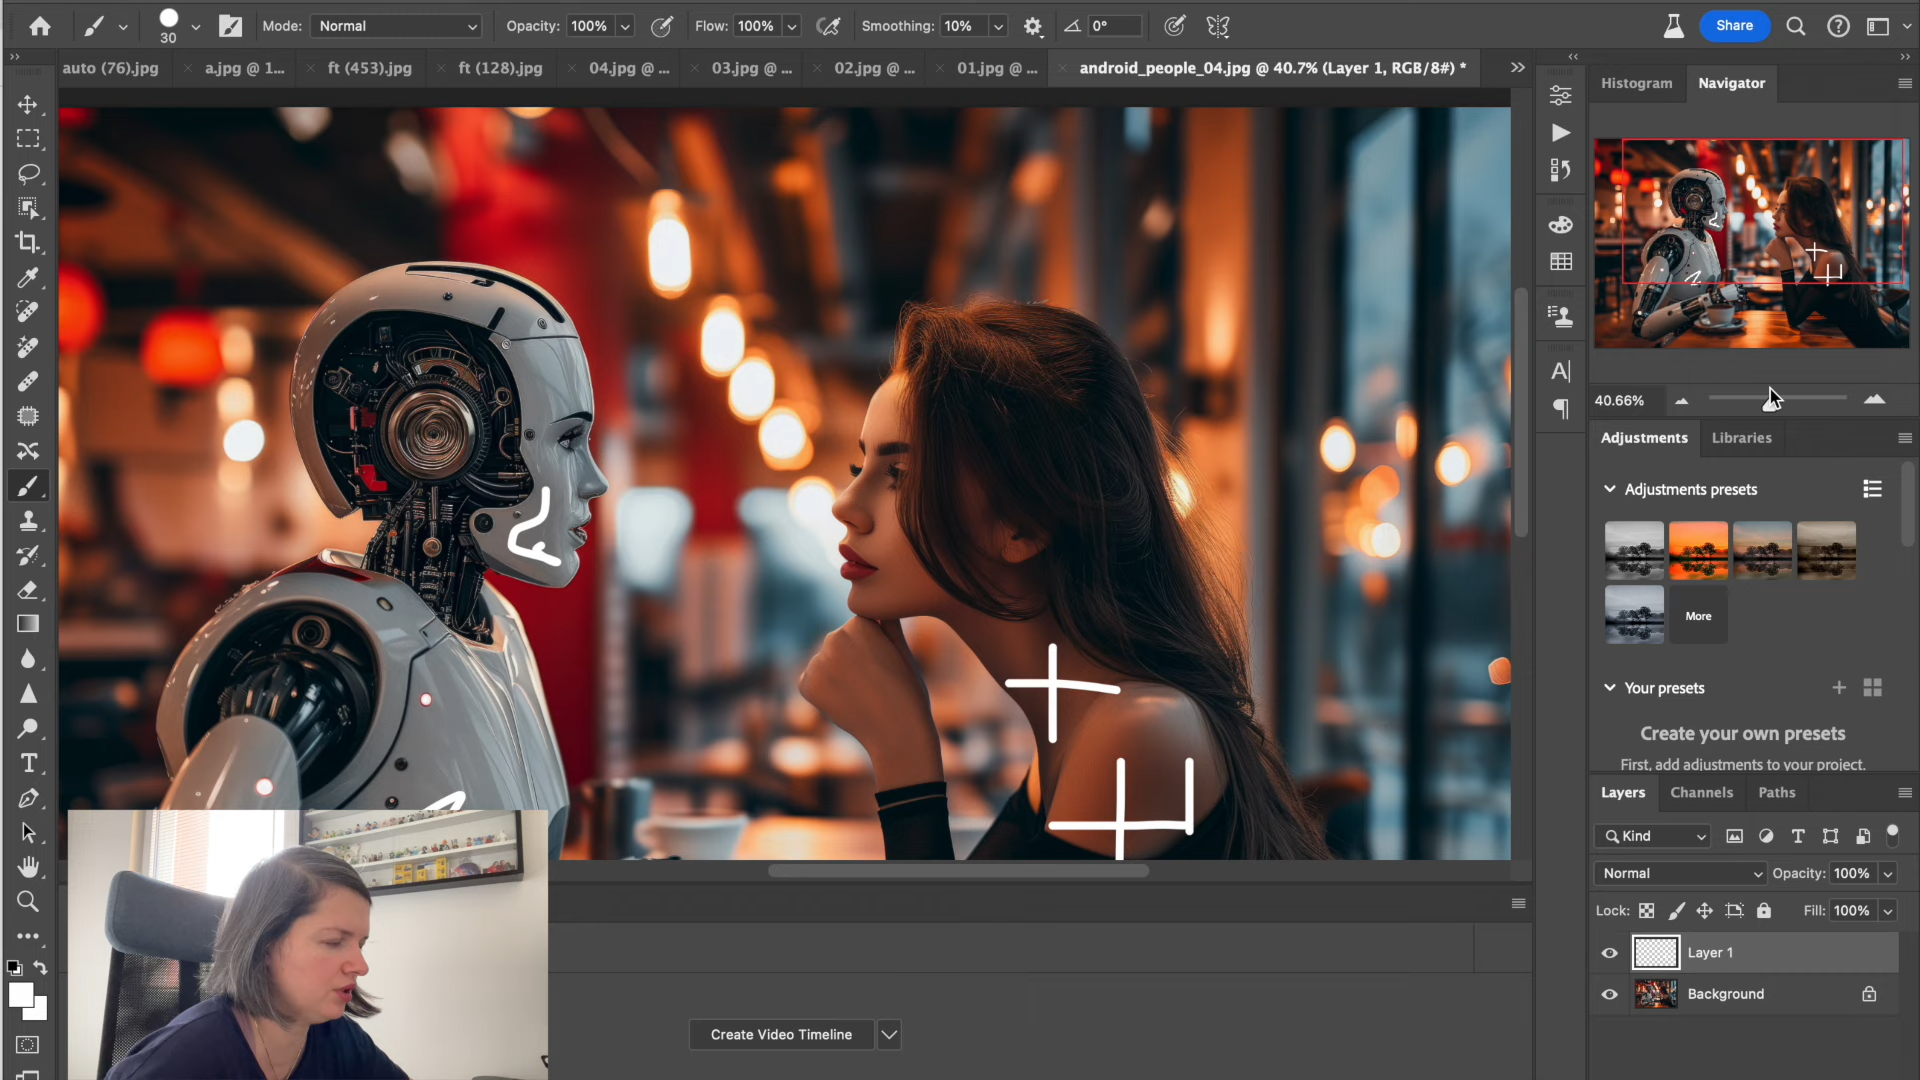 30
Mode: Normal
Opacity: 100%
Flow: 100%
Smoothing: 10%
0°
Share
auto (76).jpg
a.jpg @ 1...
ft (453).jpg
ft (128).jpg
04.jpg @ ...
03.jpg @ ...
02.jpg @ ...
01.jpg @ ...
android_people_04.jpg @ 40.7% (Layer 1, RGB/8#) *
Histogram
Navigator
40.66%
Adjustments
Libraries
Adjustments presets
More
Your presets
Create your own presets
First, add adjustments to your project.
Layers
Channels
Paths
Kind
Normal
Opacity: 100%
Lock:
Fill: 100%
Layer 1
Background
Create Video Timeline